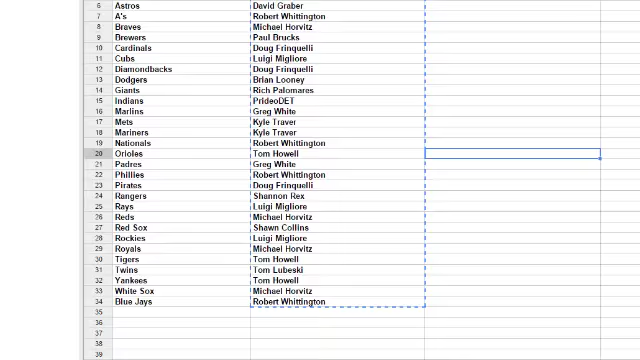 6 Astros David Graber
7 A's Robert Whittington
8 Braves Michael Horvitz
9 Brewers Paul Brucks
10 Cardinals Doug Frinquelli
11 Cubs Luigi Migliore
12 Diamondbacks Doug Frinquelli
13 Dodgers Brian Looney
14 Giants Rich Palomares
15 Indians PrideoDET
16 Marlins Greg White
17 Mets Kyle Traver
18 Mariners Kyle Traver
19 Nationals Robert Whittington
20 Orioles Tom Howell
21 Padres Greg White
22 Phillies Robert Whittington
23 Pirates Doug Frinquelli
24 Rangers Shannon Rex
25 Rays Luigi Migliore
26 Reds Michael Horvitz
27 Red Sox Shawn Collins
28 Rockies Luigi Migliore
29 Royals Michael Horvitz
30 Tigers Tom Howell
31 Twins Tom Lubeski
32 Yankees Tom Howell
33 White Sox Michael Horvitz
34 Blue Jays Robert Whittington
35
36
37
38
39